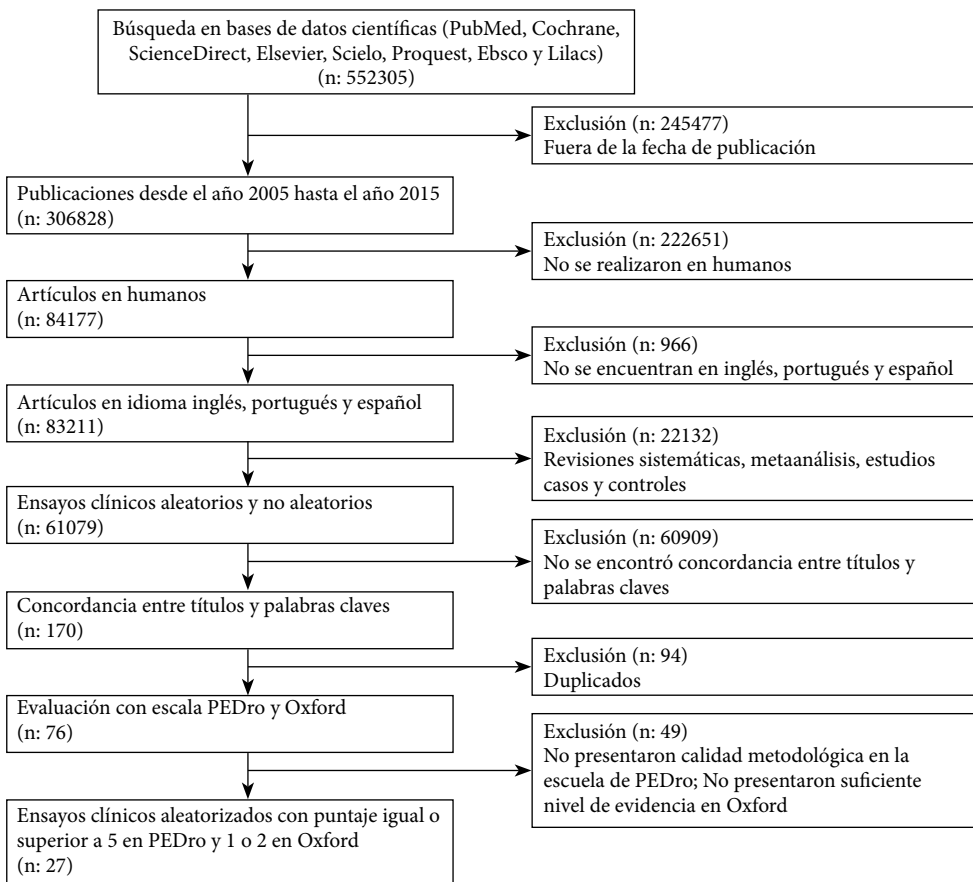 Búsqueda en bases de datos científicas (PubMed, Cochrane,
ScienceDirect, Elsevier, Scielo, Proquest, Ebsco y Lilacs)
(n: 552305)
Exclusión (n: 245477)
Fuera de la fecha de publicación
Publicaciones desde el año 2005 hasta el año 2015
(n: 306828)
Exclusión (n: 222651)
No se realizaron en humanos
Artículos en humanos
(n: 84177)
Exclusión (n: 966)
No se encuentran en inglés, portugués y español
Artículos en idioma inglés, portugués y español
(n: 83211)
Exclusión (n: 22132)
Revisiones sistemáticas, metaanálisis, estudios
casos y controles
Ensayos clínicos aleatorios y no aleatorios
(n: 61079)
Exclusión (n: 60909)
No se encontró concordancia entre títulos y
palabras claves
Concordancia entre títulos y palabras claves
(n: 170)
Exclusión (n: 94)
Duplicados
Evaluación con escala PEDro y Oxford
(n: 76)
Exclusión (n: 49)
No presentaron calidad metodológica en la
escuela de PEDro; No presentaron suficiente
nivel de evidencia en Oxford
Ensayos clínicos aleatorizados con puntaje igual o
superior a 5 en PEDro y 1 o 2 en Oxford
(n: 27)